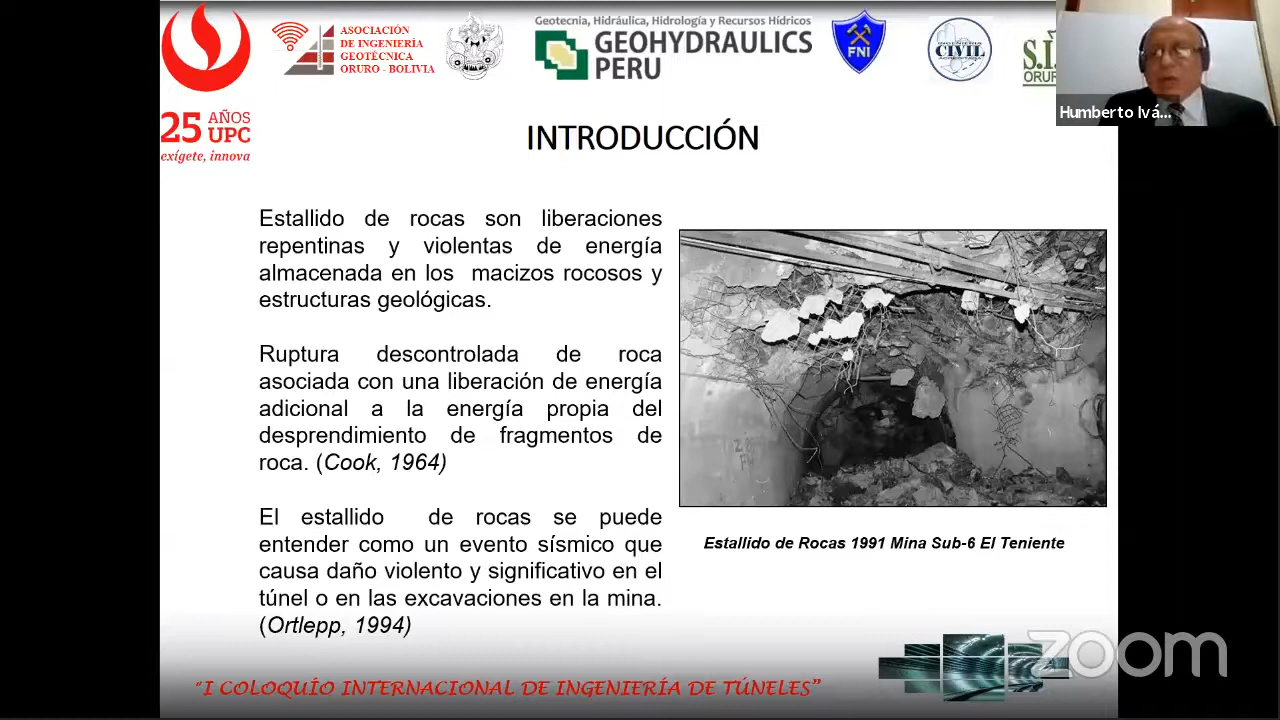 25 AÑOS
UPC
exígete, innova
ASOCIACIÓN
DE INGENIERÍA
GEOTÉCNICA
ORURO - BOLIVIA
Geotecnia, Hidráulica, Hidrología y Recursos Hídricos
GEOHYDRAULICS
PERU
FNI
INGENIERIA
CIVIL
ACREDITADA
S.I
ORUR
Humberto Ivá...
INTRODUCCIÓN
Estallido de rocas son liberaciones
repentinas y violentas de energía
almacenada en los macizos rocosos y
estructuras geológicas.
Ruptura descontrolada de roca
asociada con una liberación de energía
adicional a la energía propia del
desprendimiento de fragmentos de
roca. (Cook, 1964)
El estallido de rocas se puede
entender como un evento sísmico que
causa daño violento y significativo en el
túnel o en las excavaciones en la mina.
(Ortlepp, 1994)
Estallido de Rocas 1991 Mina Sub-6 El Teniente
"I COLOQUÍO INTERNACIONAL DE INGENIERÍA DE TÚNELES"
zoom